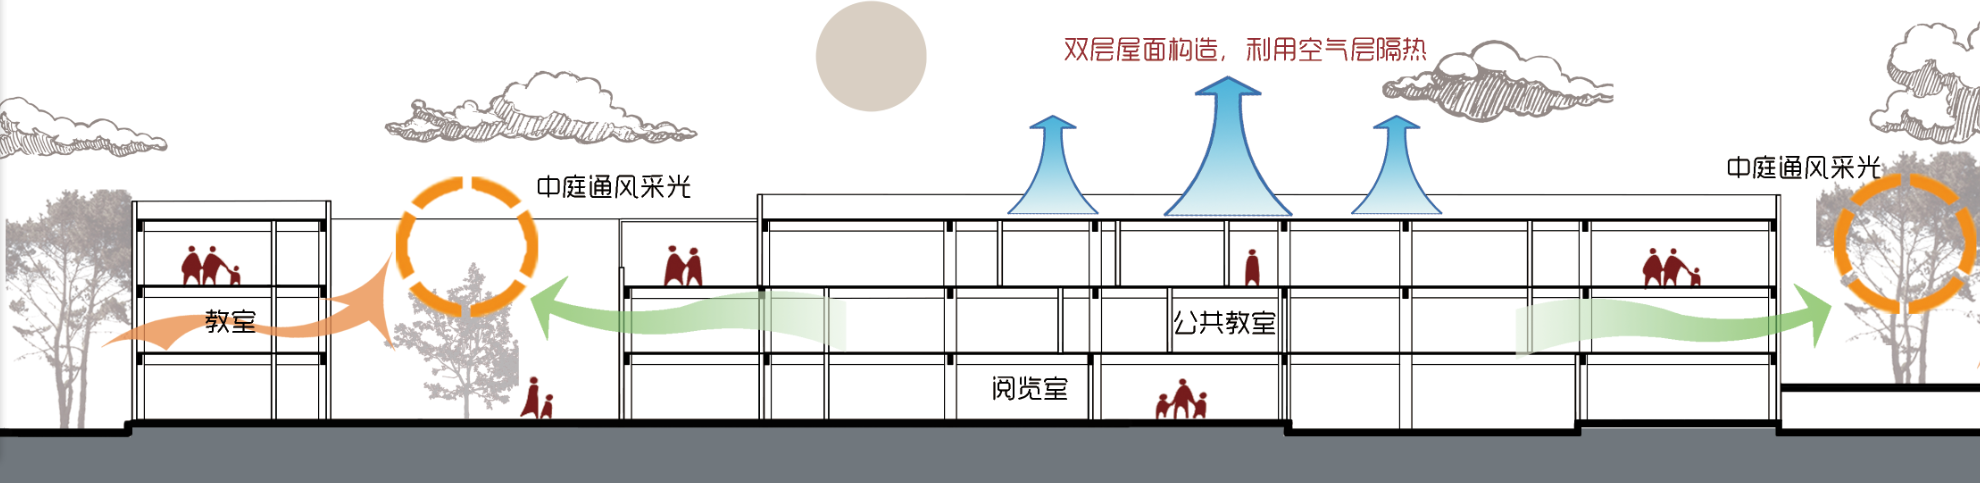 双层屋面构造，利用空气层隔热
中庭通风采光
中庭通风采光
教室
公共教室
阅览室